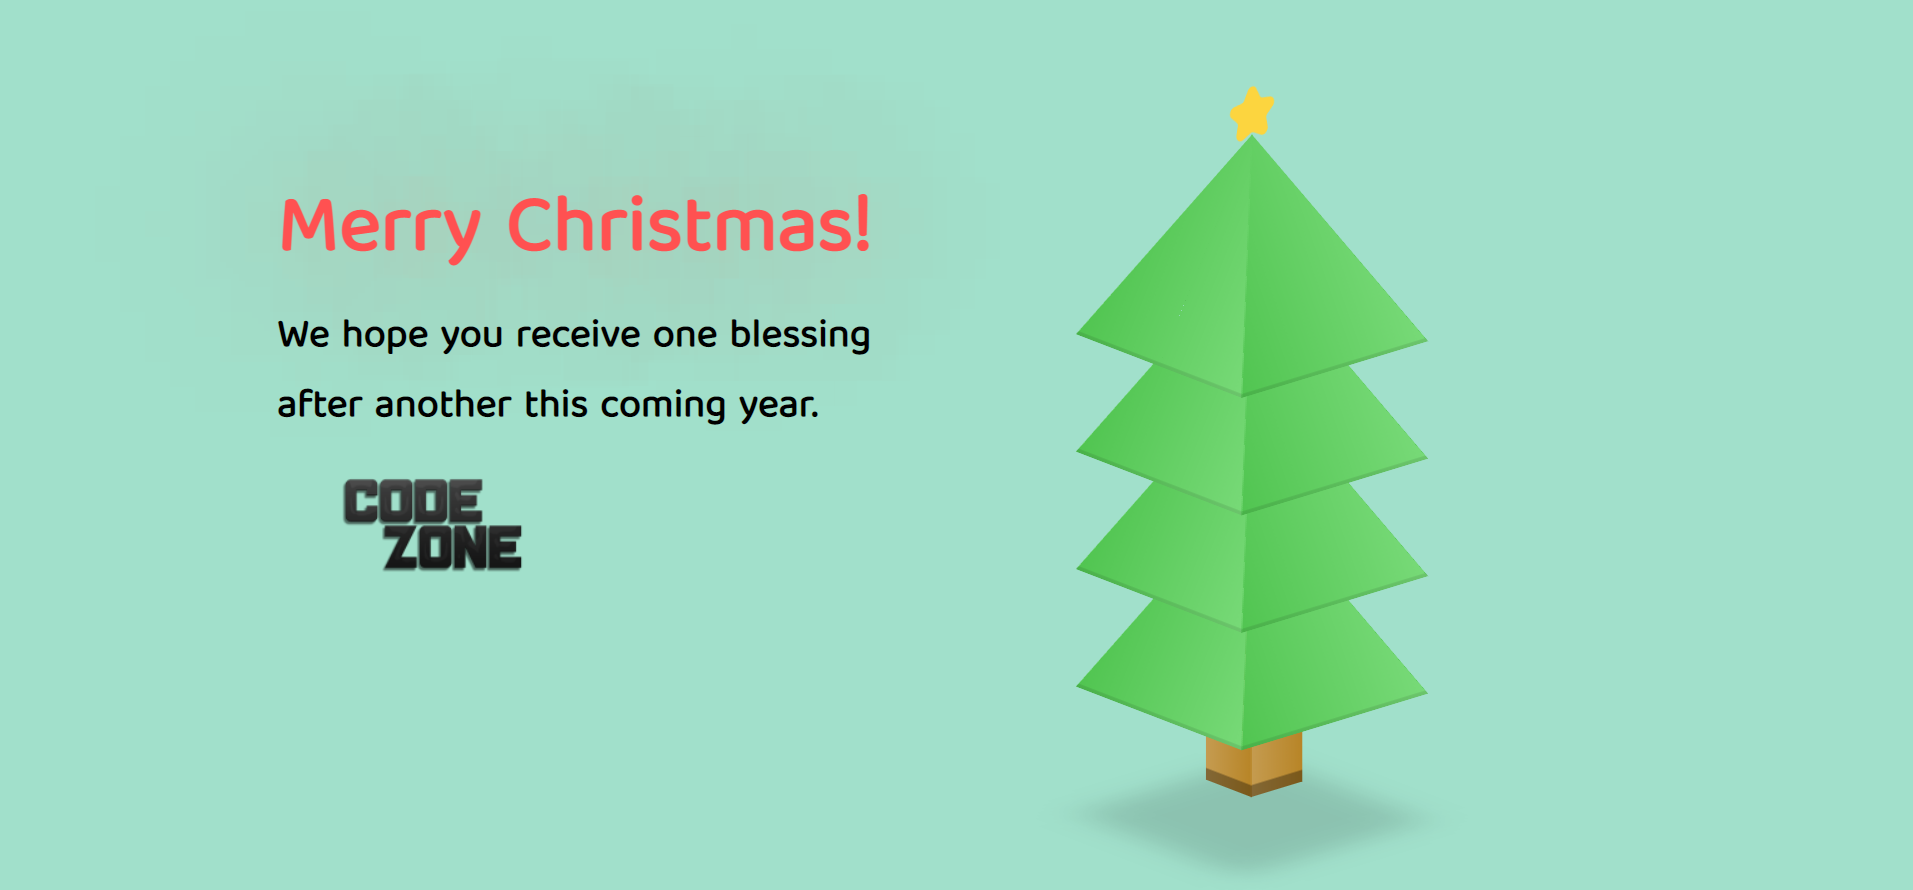 Merry Christmas!
We hope you receive one blessing
after another this coming year.
CODE
ZONE